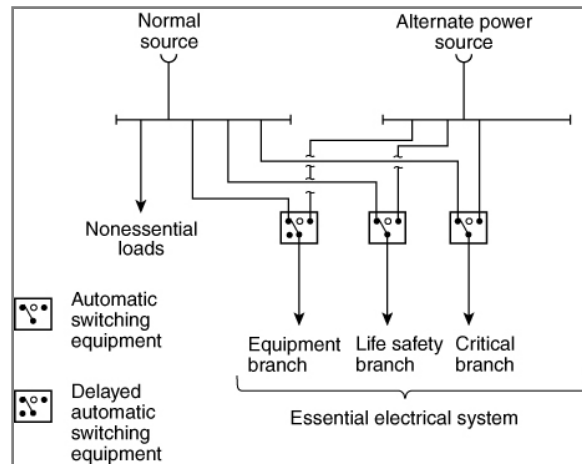 Normal
source
Alternate power
source
Nonessential
loads
Automatic
switching
equipment
Delayed
automatic
switching
equipment
Equipment
branch
Life safety
branch
Critical
branch
Essential electrical system